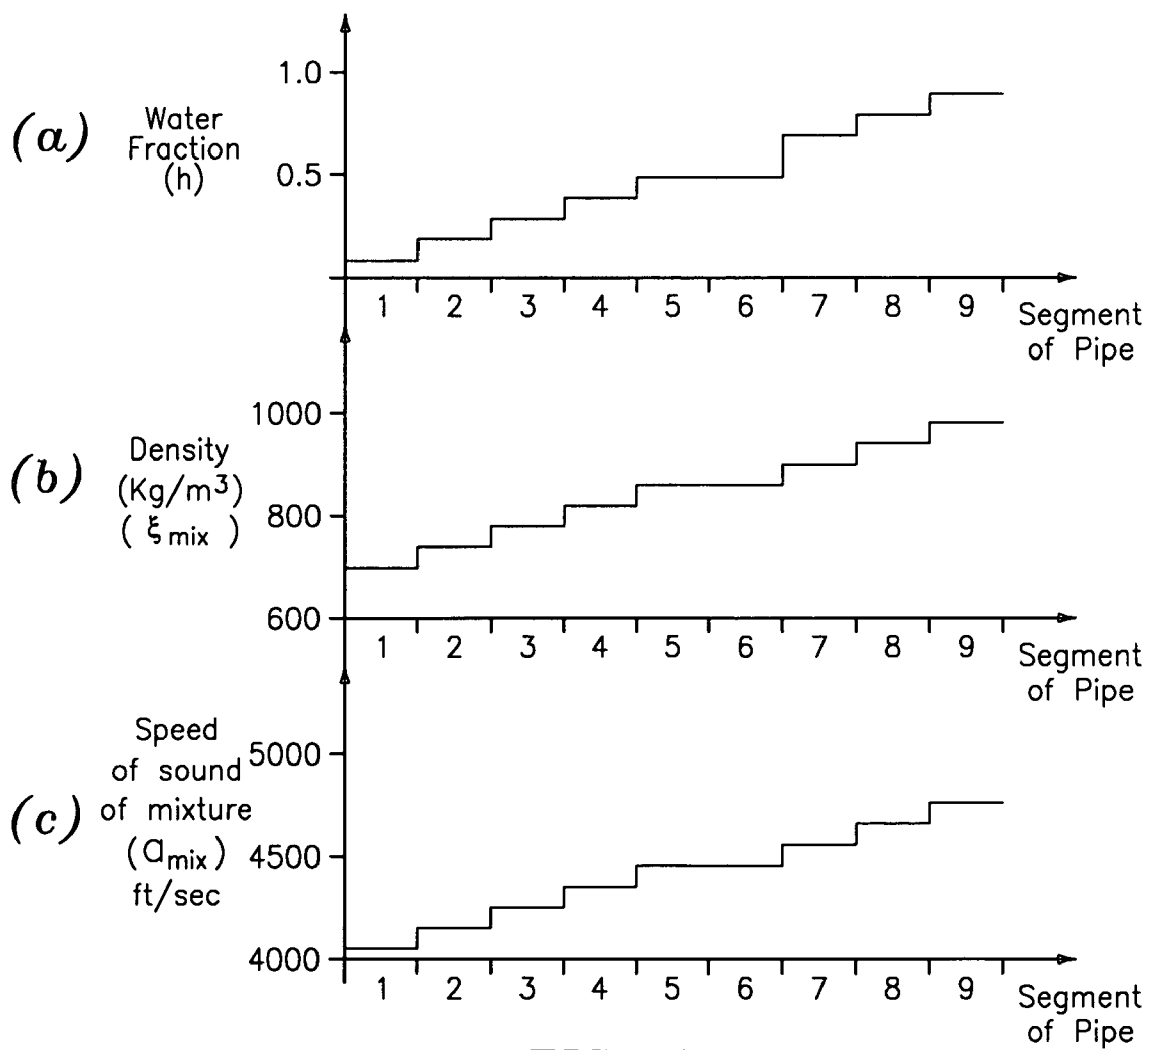 (a)
Water
Fraction
(h)
1.0
0.5
1 2 3 4 5 6 7 8 9
Segment
of Pipe
(b)
Density
(Kg/m³)
( ξmix )
1000
800
600
1 2 3 4 5 6 7 8 9
Segment
of Pipe
(c)
Speed
of sound
of mixture
(amix)
ft/sec
5000
4500
4000
1 2 3 4 5 6 7 8 9
Segment
of Pipe